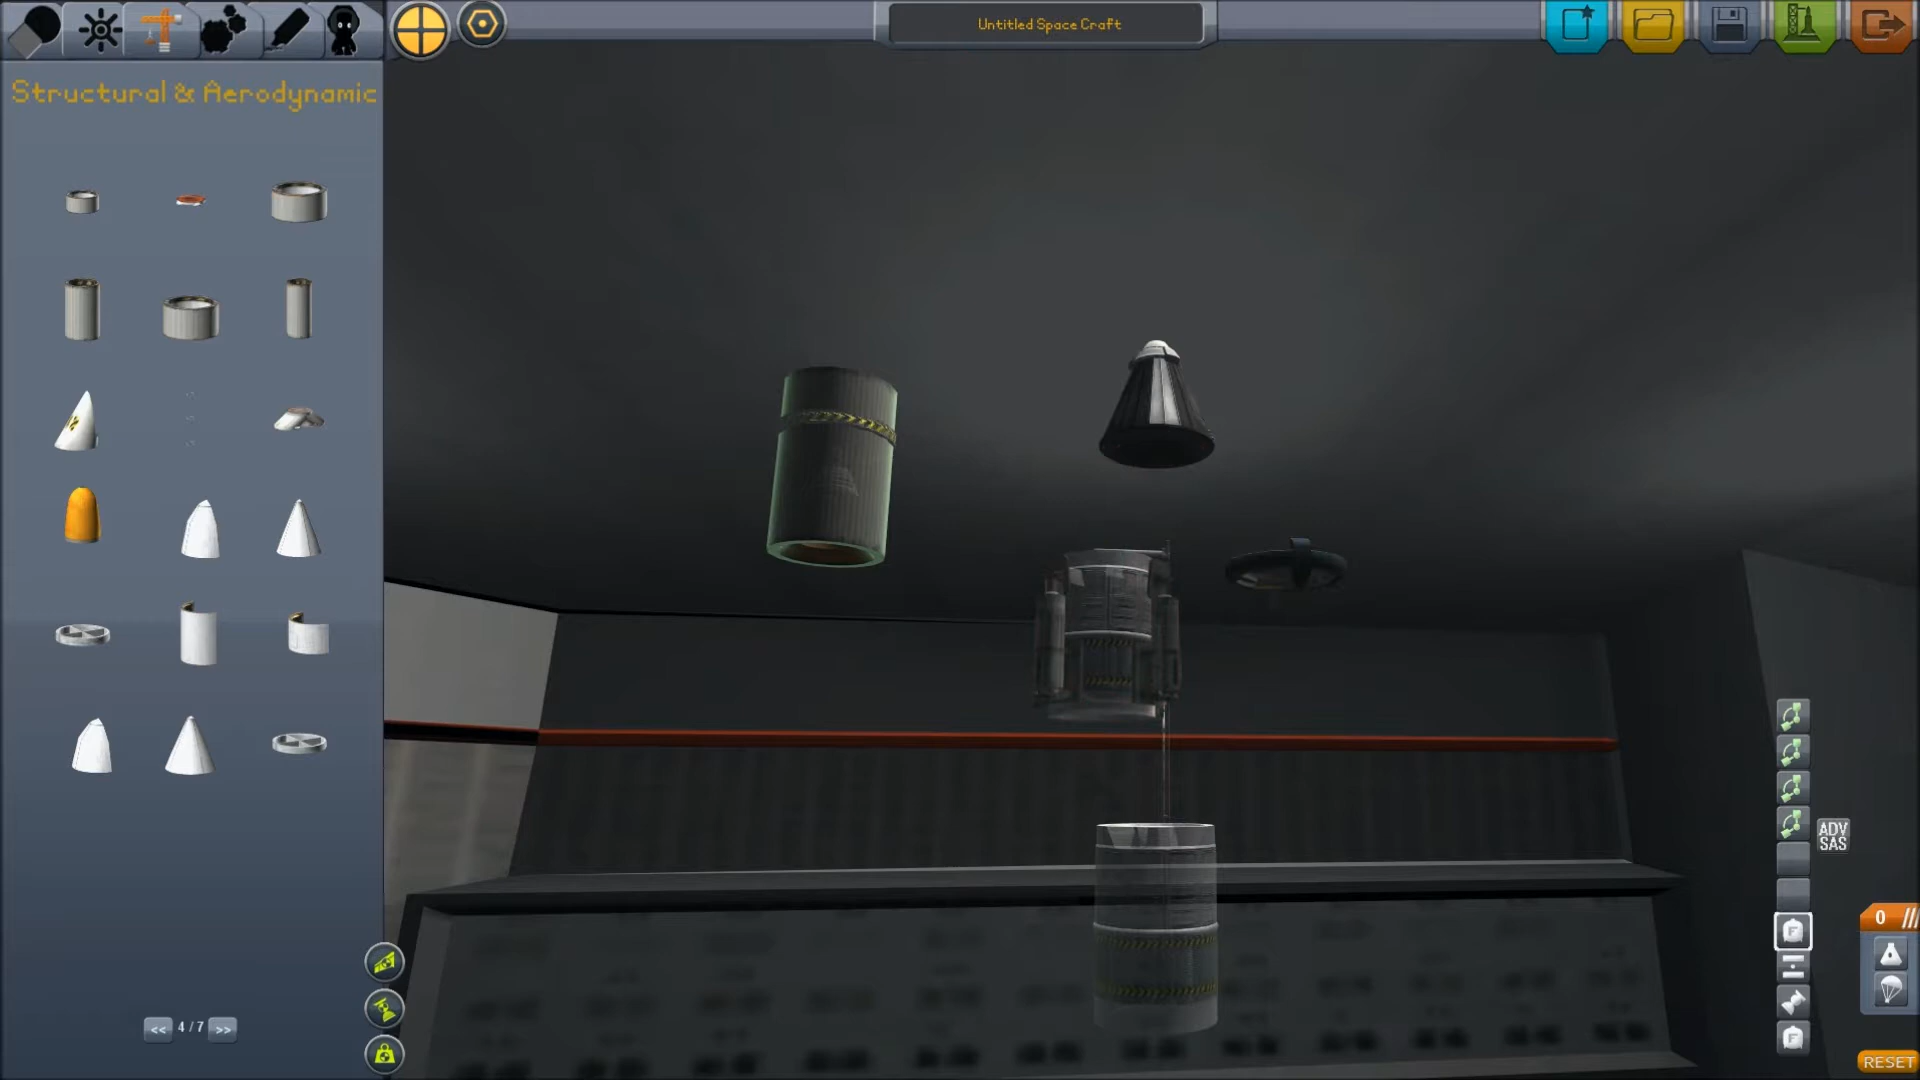 Untitled Space Craft
Structural & Aerodynamic
ADV
SAS
F
0
F
<< 4/7 >>
RESET